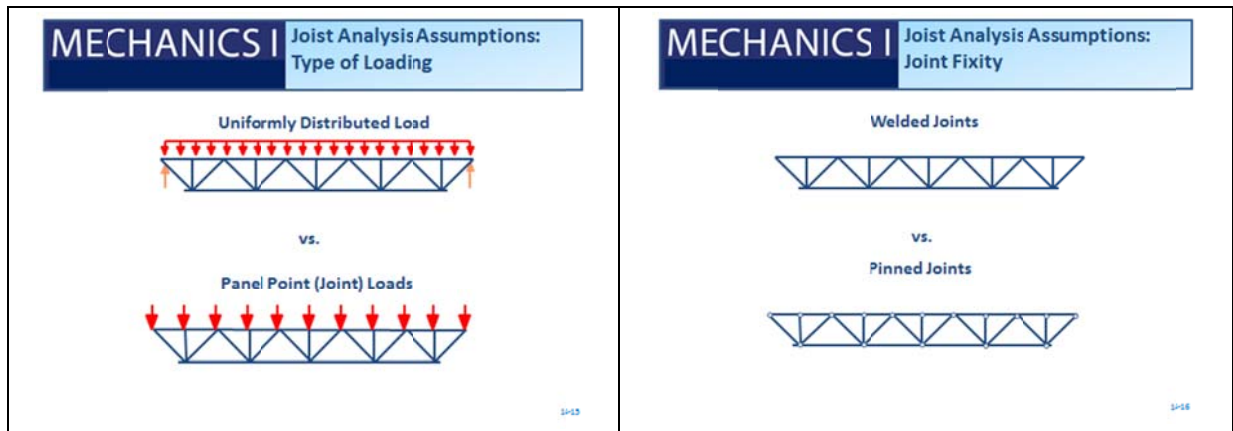 MECHANICS I
Joist Analysis Assumptions:
Type of Loading
Uniformly Distributed Load
vs.
Panel Point (Joint) Loads
MECHANICS I
Joist Analysis Assumptions:
Joint Fixity
Welded Joints
vs.
Pinned Joints